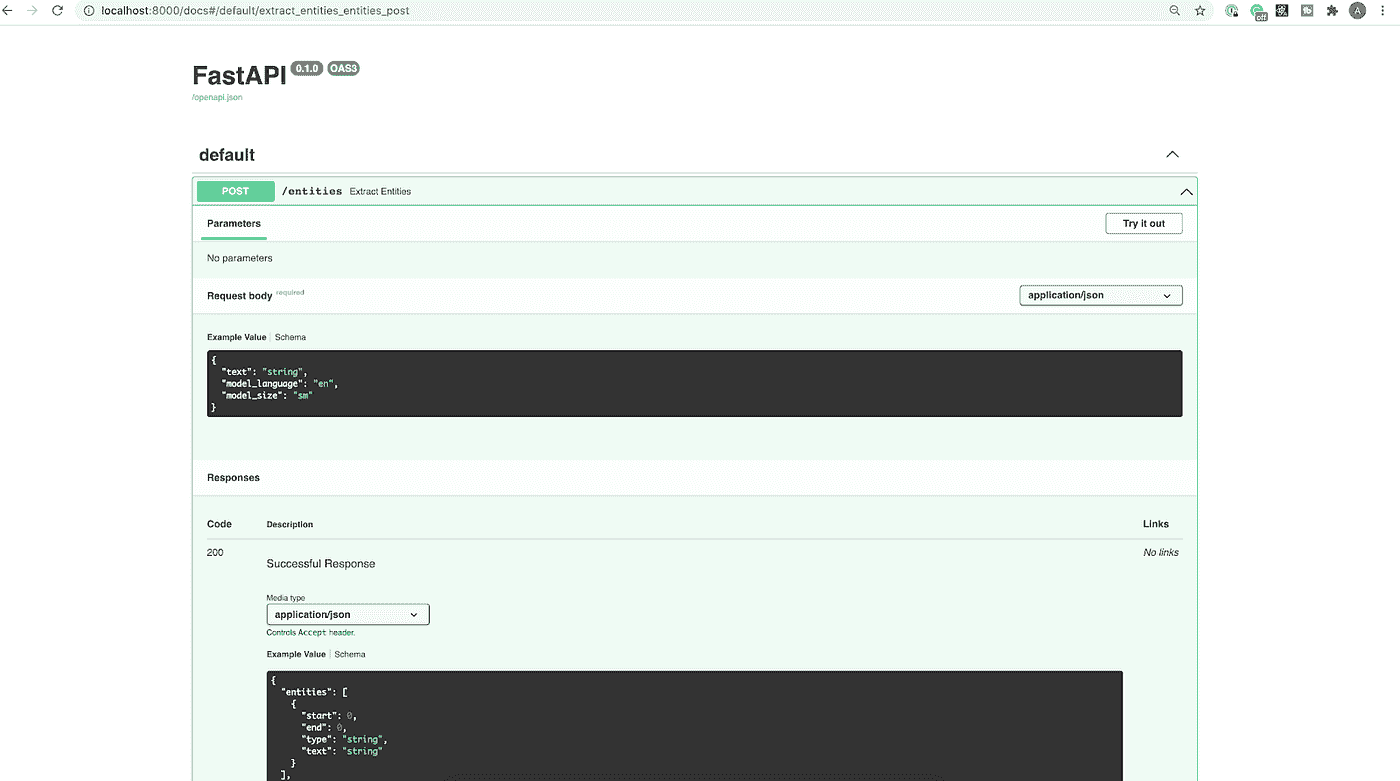 localhost:8000/docs#/default/extract_entities_entities_post
off
A
FastAPI 0.1.0 OAS3
/openapi.json
default
POST /entities Extract Entities
Parameters
Try it out
No parameters
Request body required
application/json
Example Value Schema
{
"text": "string",
"model_language": "en",
"model_size": "sm"
}
Responses
Code Description Links
200 Successful Response No links
Media type
application/json
Controls Accept header.
Example Value Schema
{
"entities": [
{
"start": 0,
"end": 0,
"type": "string",
"text": "string"
}
],